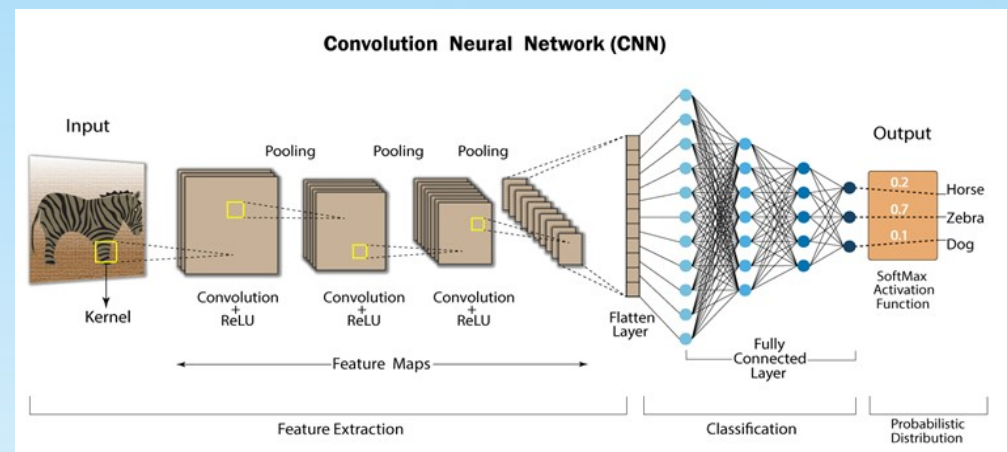 Convolution Neural Network (CNN)
Input
Kernel
Pooling
Pooling
Pooling
Convolution
+
ReLU
Convolution
+
ReLU
Convolution
+
ReLU
Feature Maps
Flatten
Layer
Fully
Connected
Layer
Output
0.2
Horse
0.7
Zebra
0.1
Dog
SoftMax
Activation
Function
Feature Extraction
Classification
Probabilistic
Distribution